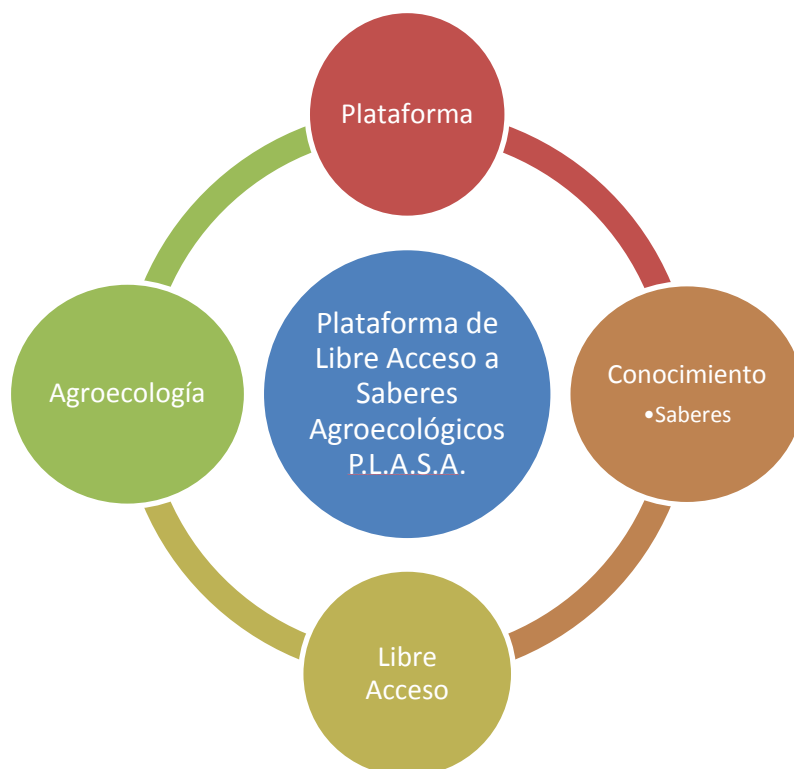 Plataforma
Plataforma de
Libre Acceso a
Saberes
Agroecológicos
P.L.A.S.A.
Agroecología
Conocimiento
•Saberes
Libre
Acceso